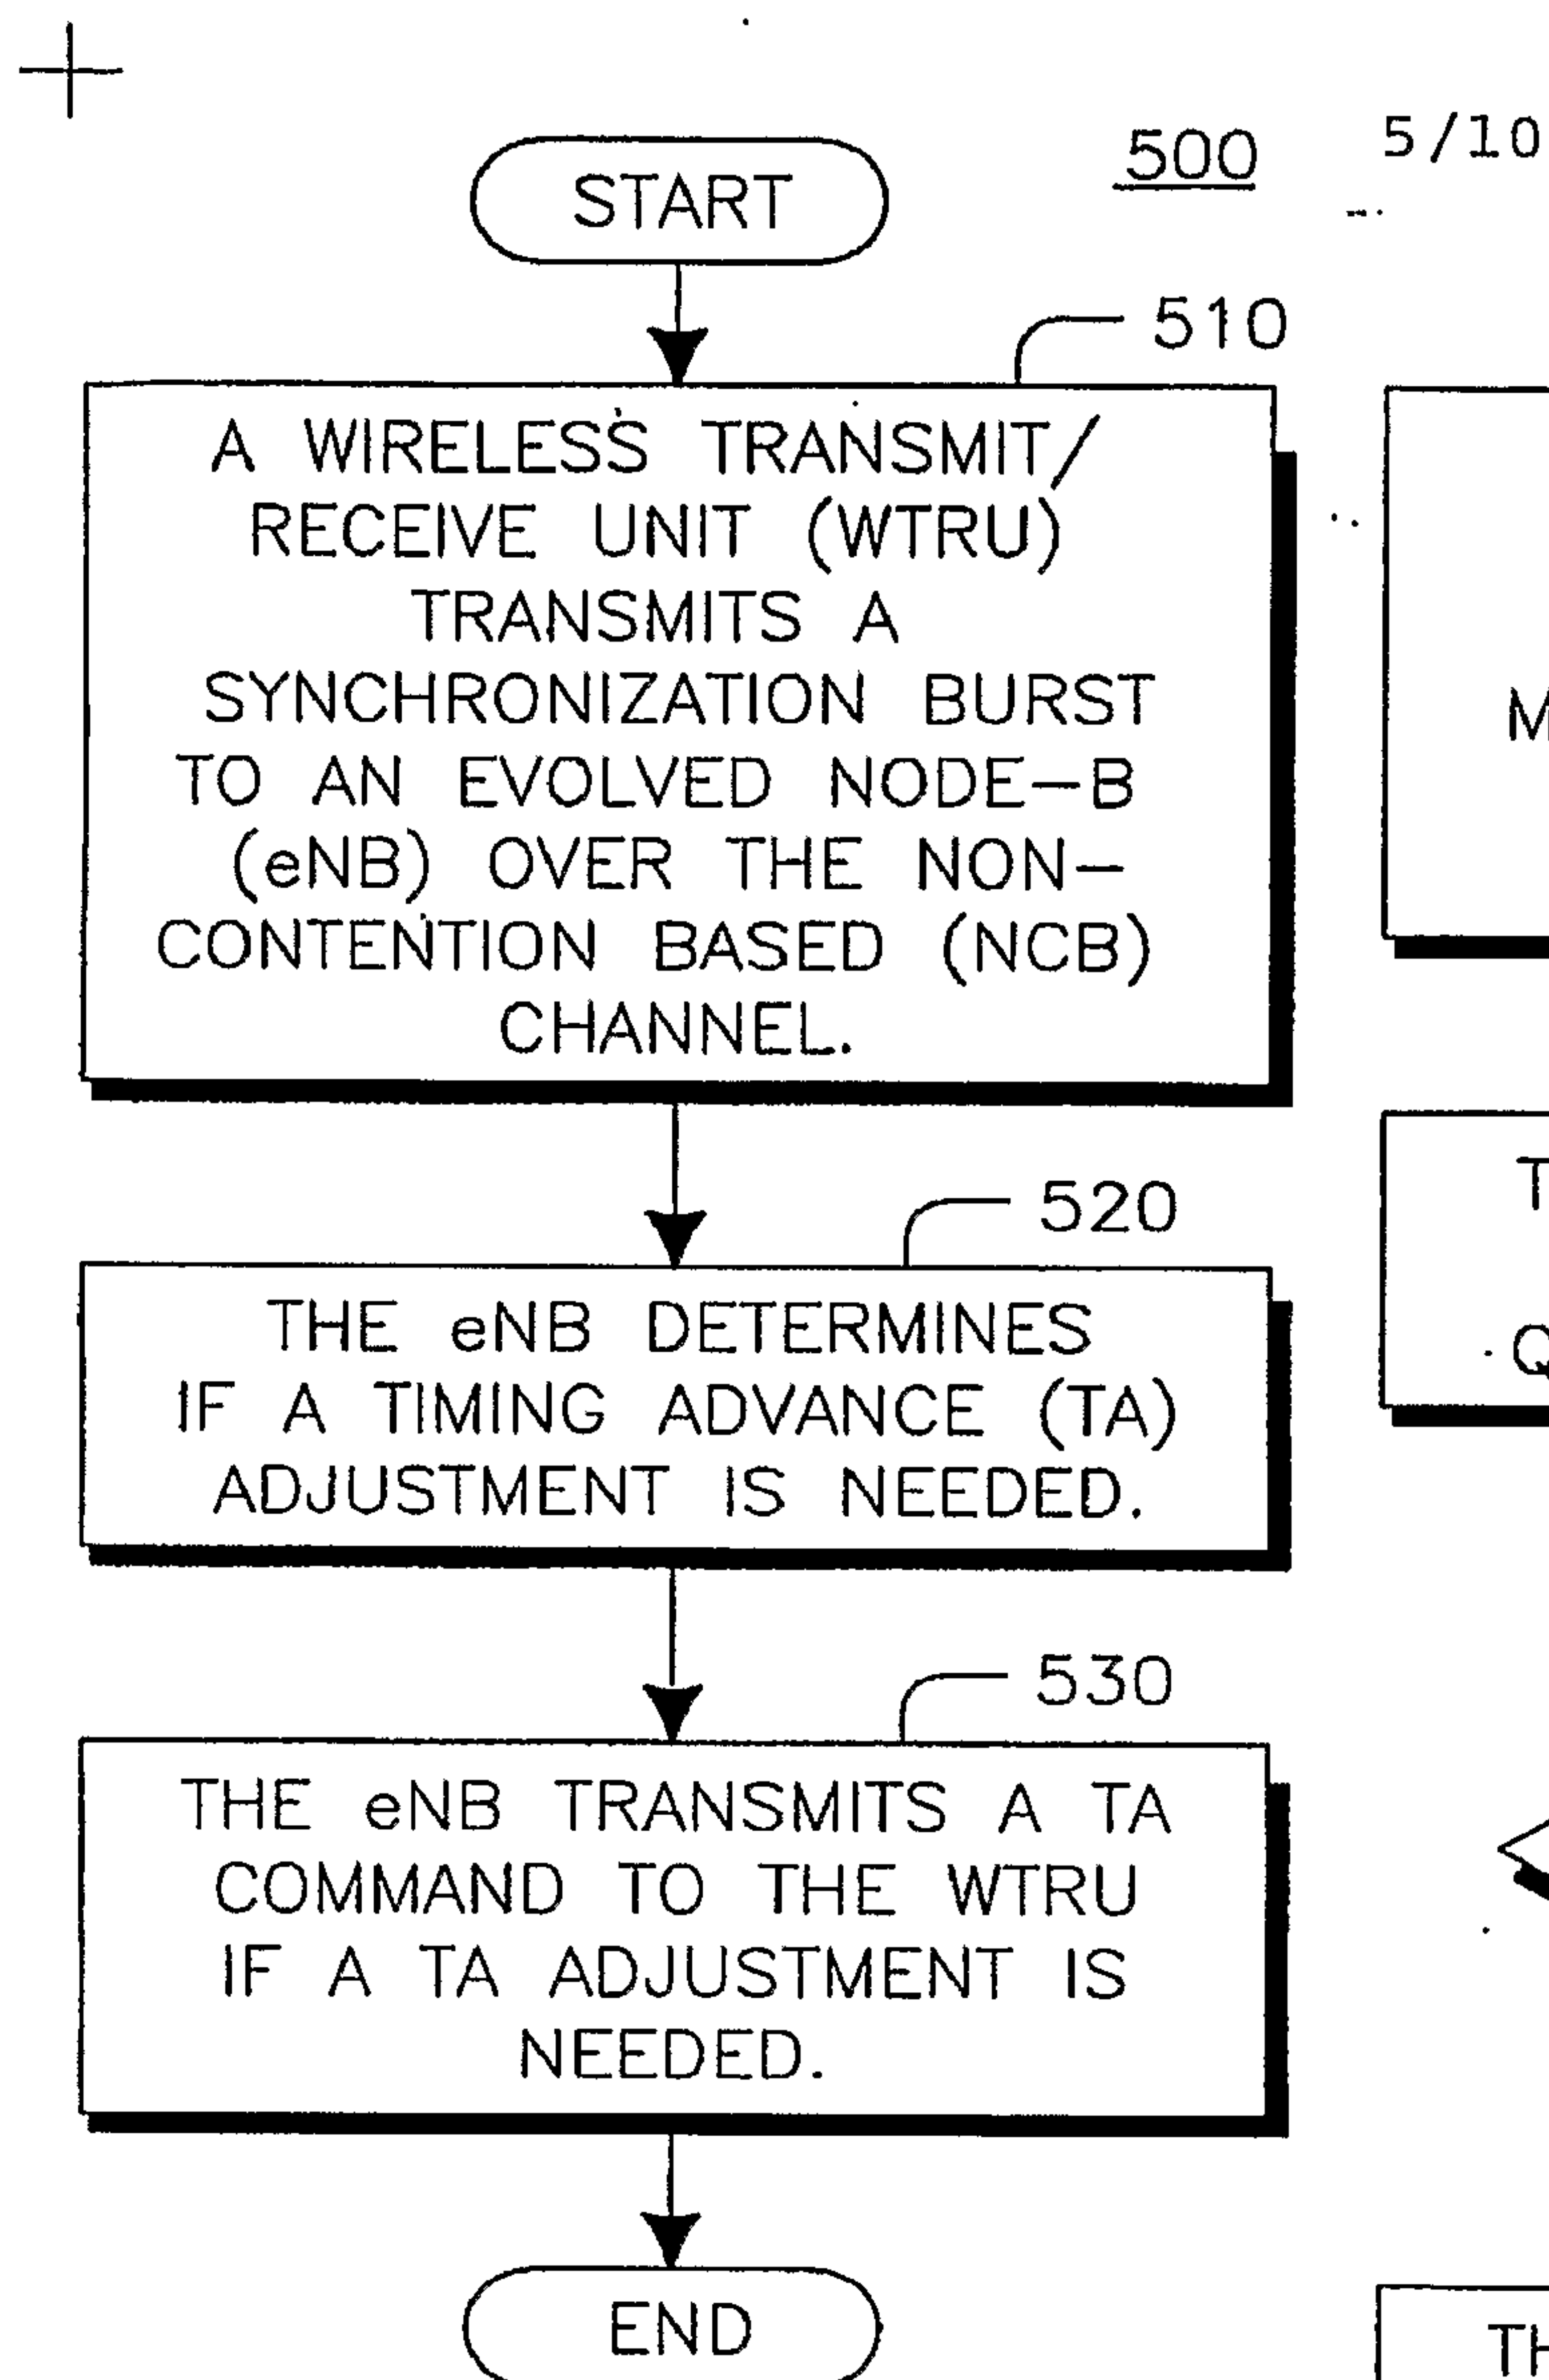 START
500
5/10
510
A WIRELESS TRANSMIT/
RECEIVE UNIT (WTRU)
TRANSMITS A
SYNCHRONIZATION BURST
TO AN EVOLVED NODE-B
(eNB) OVER THE NON-
CONTENTION BASED (NCB)
CHANNEL.
520
THE eNB DETERMINES
IF A TIMING ADVANCE (TA)
ADJUSTMENT IS NEEDED.
530
THE eNB TRANSMITS A TA
COMMAND TO THE WTRU
IF A TA ADJUSTMENT IS
NEEDED.
END